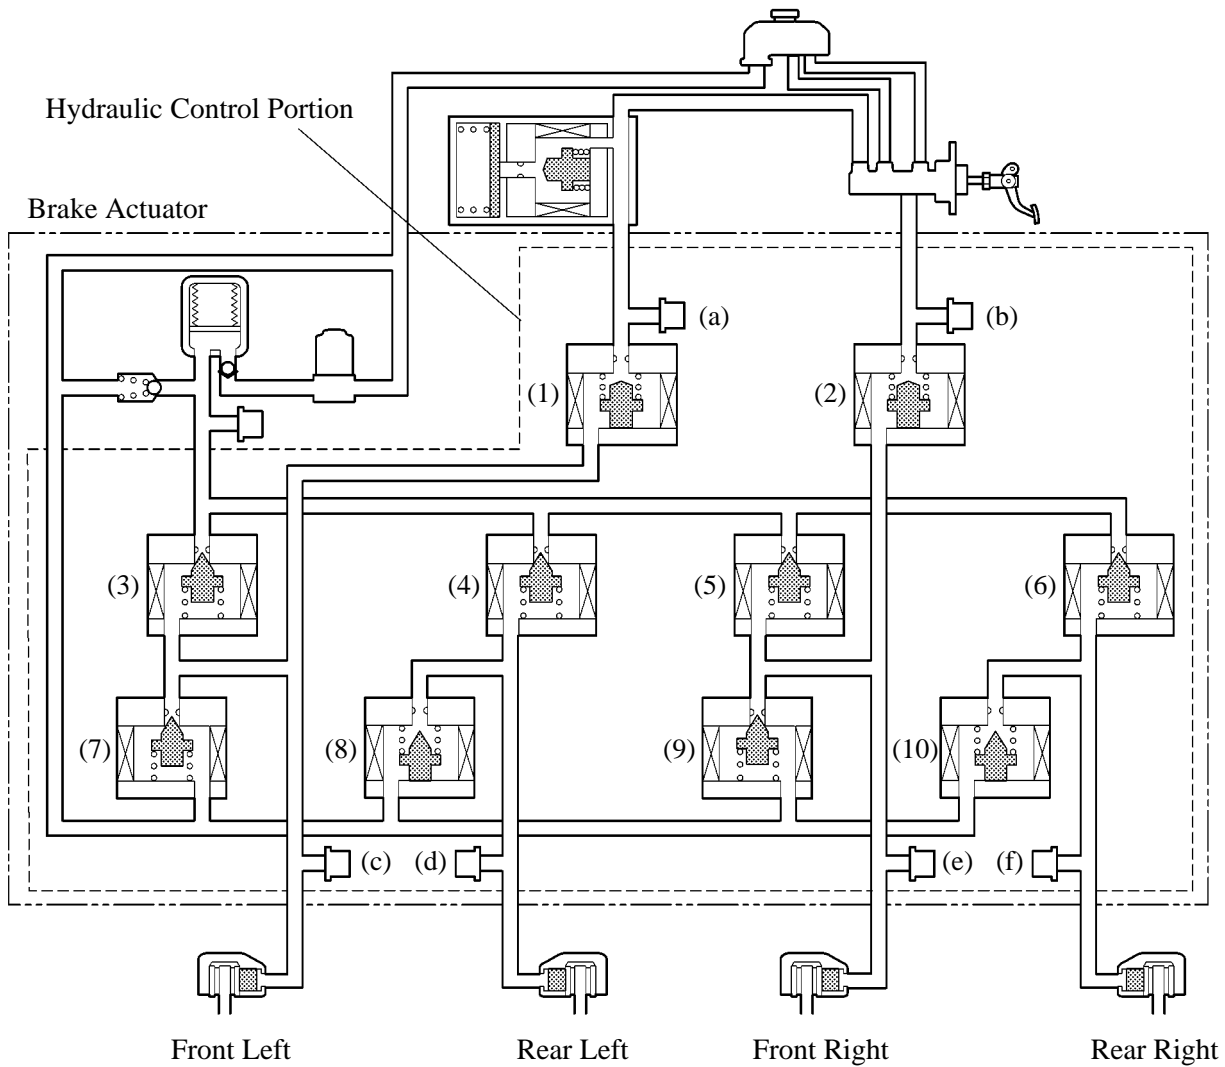 Hydraulic Control Portion
Brake Actuator
(a)
(b)
(1)
(2)
(3)
(4)
(5)
(6)
(7)
(8)
(9)
(10)
(c)
(d)
(e)
(f)
Front Left
Rear Left
Front Right
Rear Right